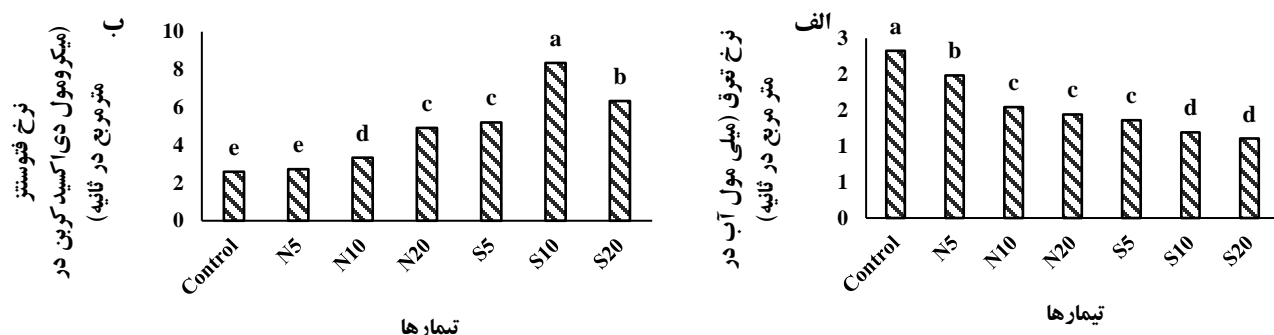 الف
نرخ تعرق (میلی مول آب در
متر مربع در ثانیه)
3
2
2
1
1
0
a
b
c
c
c
d
d
Control
N5
N10
N20
S5
S10
S20
تیمارها
ب
نرخ فتوسنتز
(میکرومول دی‌اکسید کربن در
مترمربع در ثانیه)
10
8
6
4
2
0
e
e
d
c
c
a
b
Control
N5
N10
N20
S5
S10
S20
تیمارها